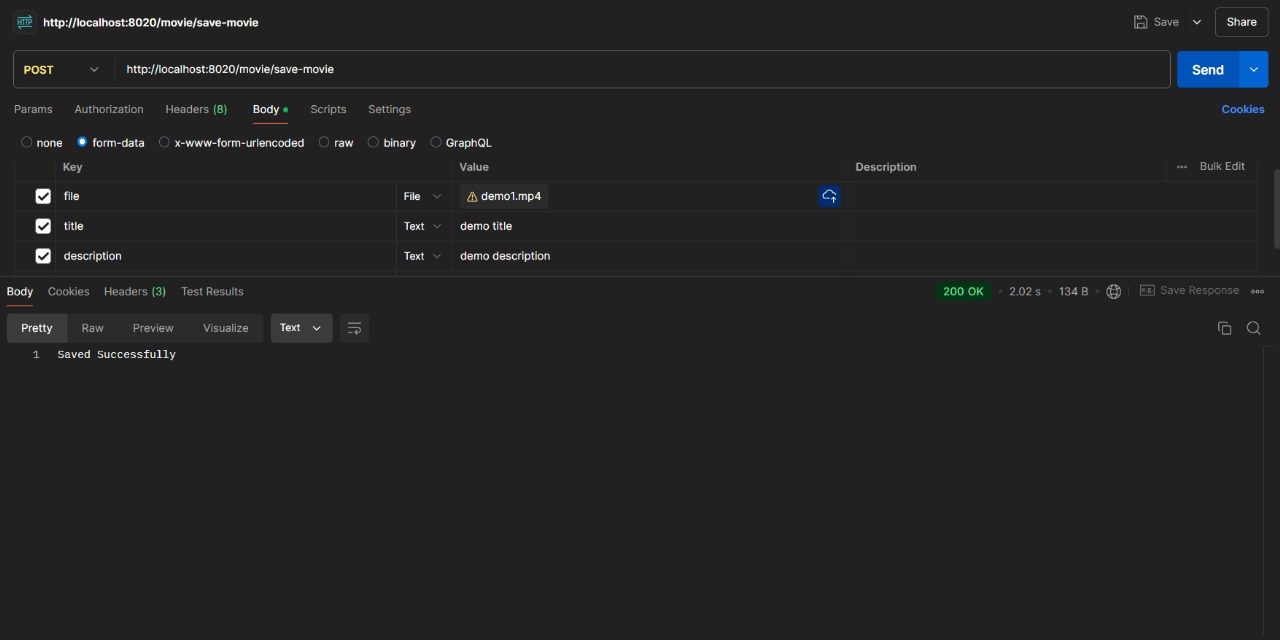 HTTP http://localhost:8020/movie/save-movie Save Share
POST http://localhost:8020/movie/save-movie Send
Params Authorization Headers (8) Body Scripts Settings Cookies
none form-data x-www-form-urlencoded raw binary GraphQL
Key Value Description Bulk Edit
file File demo1.mp4
title Text demo title
description Text demo description
Body Cookies Headers (3) Test Results 200 OK 2.02 s 134 B e.g. Save Response
Pretty Raw Preview Visualize Text
1 Saved Successfully